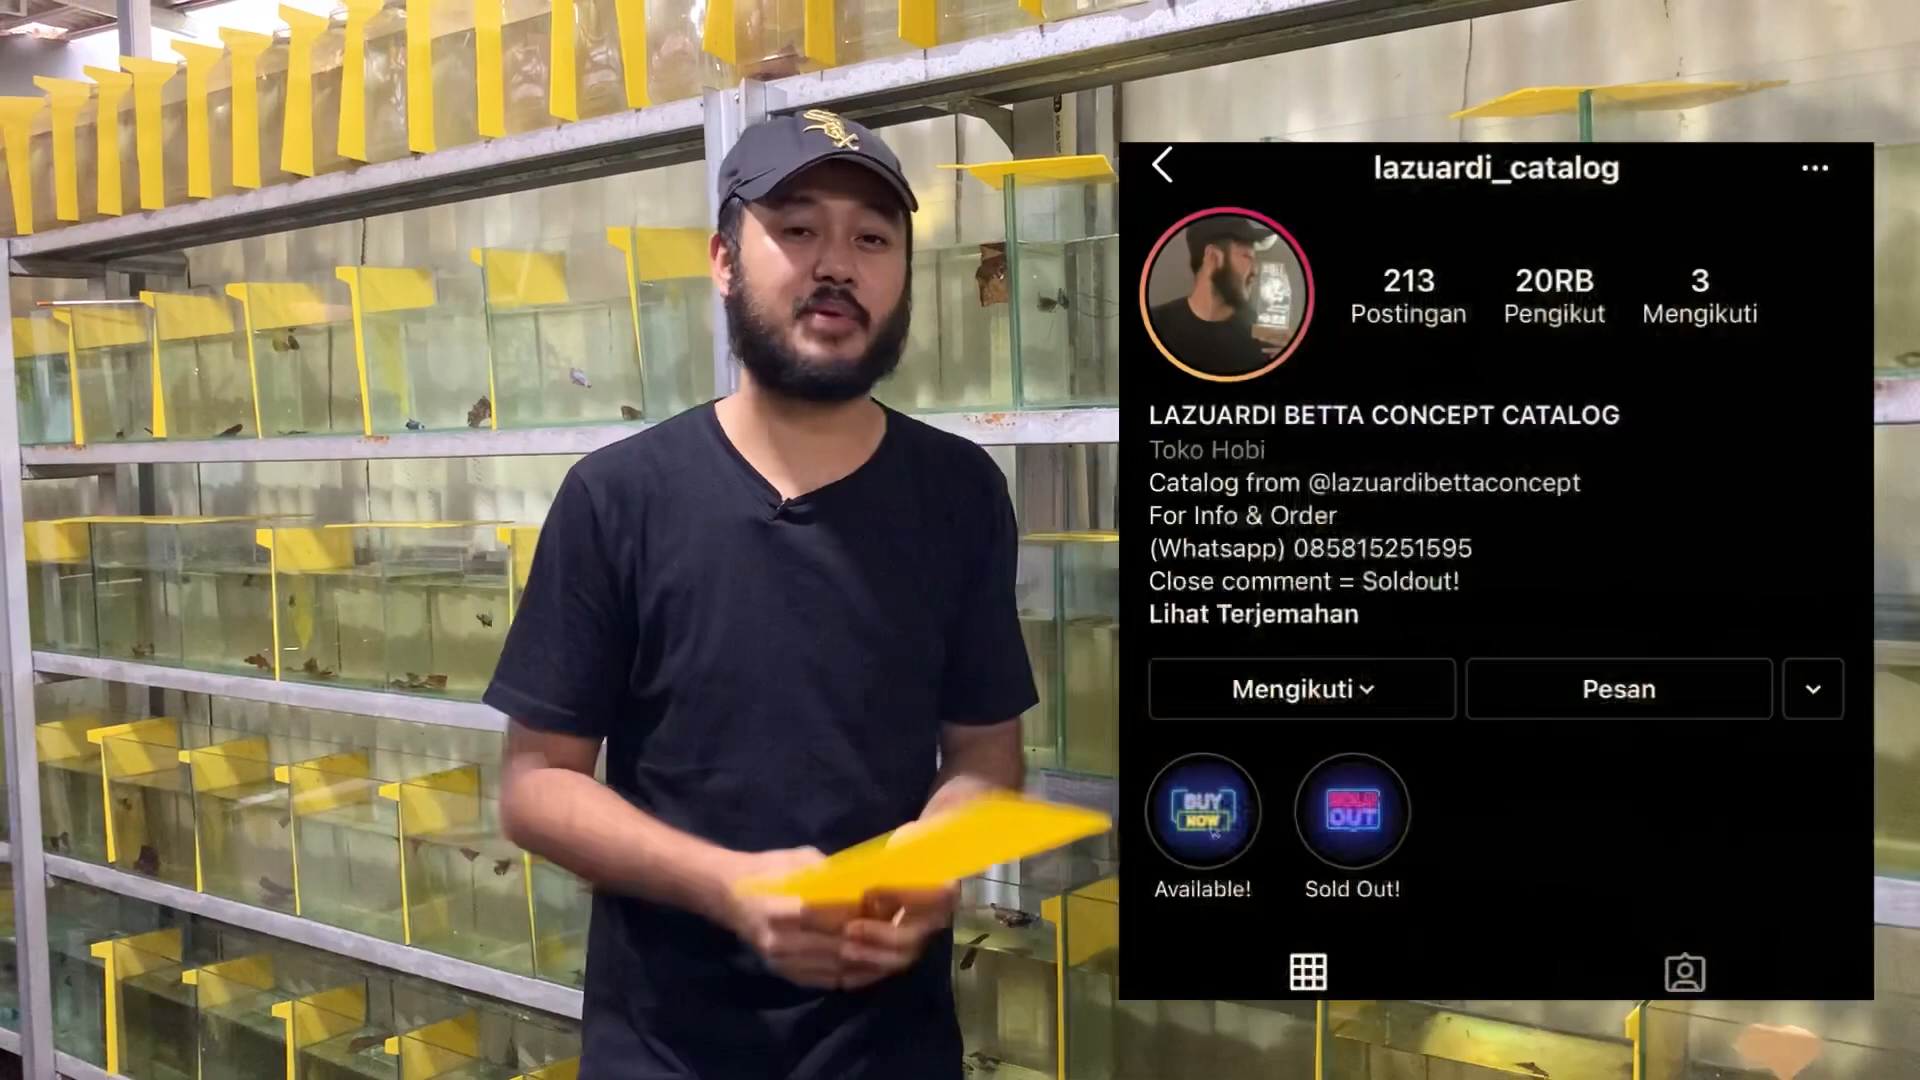 lazuardi_catalog
213
Postingan
20RB
Pengikut
3
Mengikuti
LAZUARDI BETTA CONCEPT CATALOG
Toko Hobi
Catalog from @lazuardibettaconcept
For Info & Order
(Whatsapp) 085815251595
Close comment = Soldout!
Lihat Terjemahan
Mengikuti
Pesan
BUY
NOW
SOLD
OUT
Available!
Sold Out!